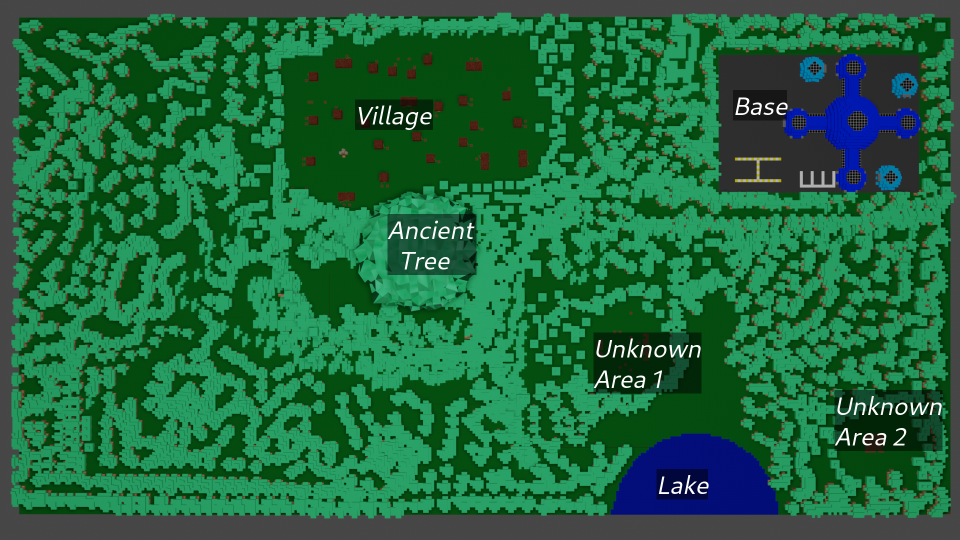 Village
Base
Ancient
Tree
Unknown
Area 1
Unknown
Area 2
Lake